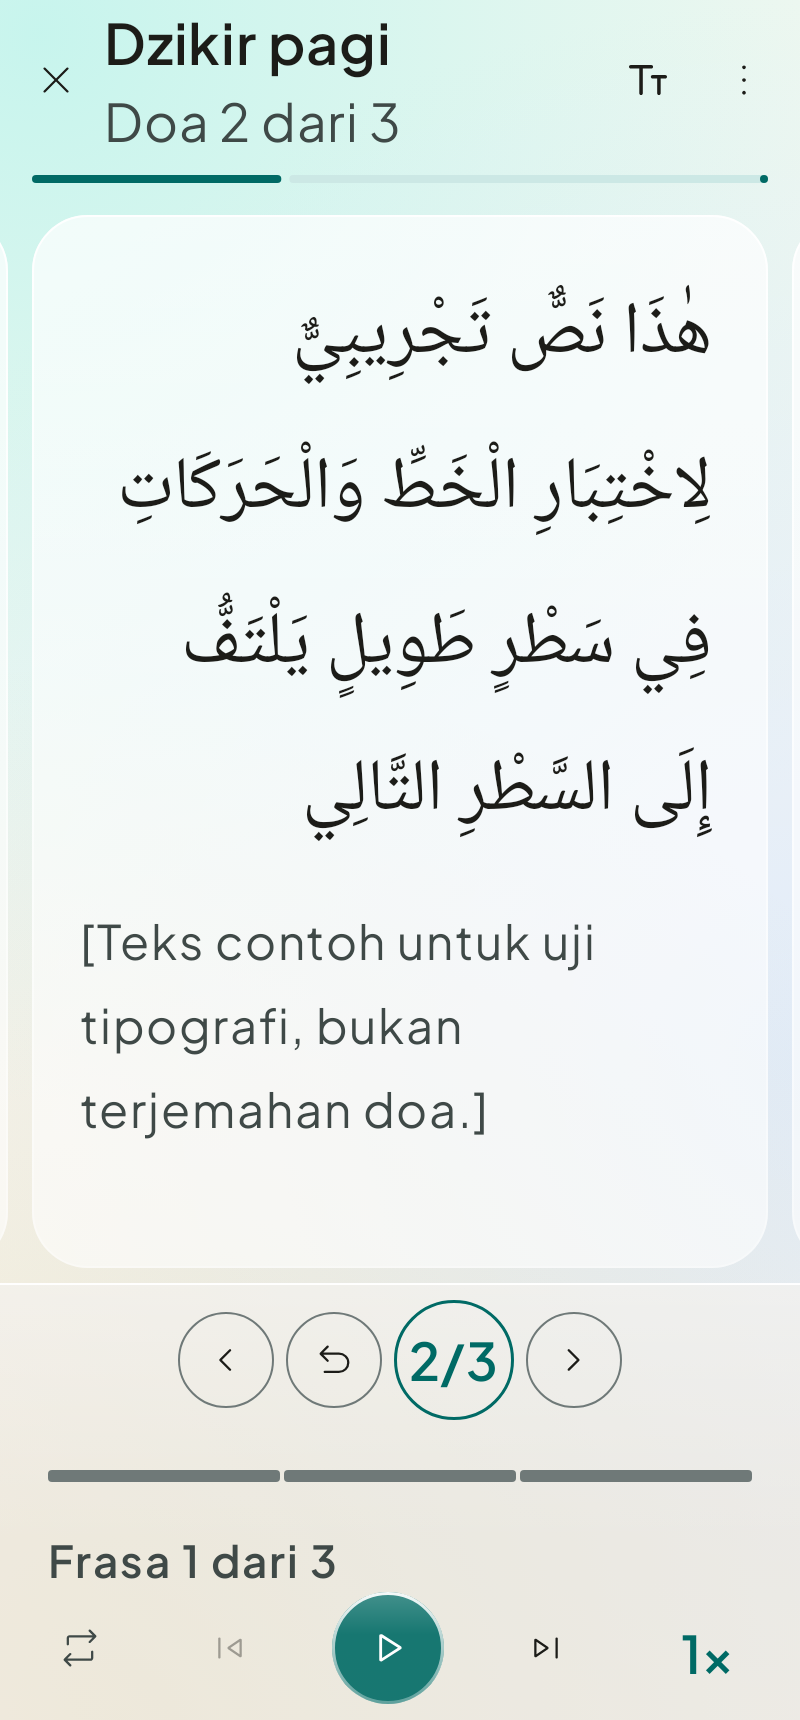 Dzikir pagi
Doa 2 dari 3
هٰذَا نَصٌّ تَجْرِيبِيٌّ
لِاخْتِبَارِ الْخَطِّ وَالْحَرَكَاتِ
فِي سَطْرٍ طَوِيلٍ يَلْتَفُّ
إِلَى السَّطْرِ التَّالِي
[Teks contoh untuk uji
tipografi, bukan
terjemahan doa.]
2/3
Frasa 1 dari 3
1×